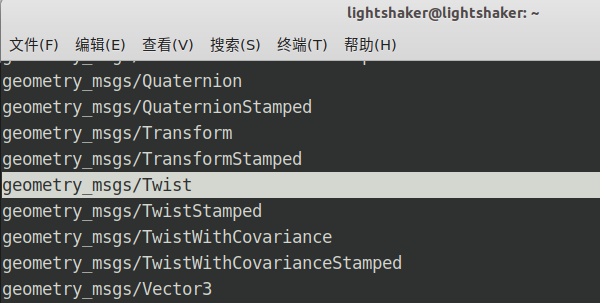 lightshaker@lightshaker: ~
文件(F) 编辑(E) 查看(V) 搜索(S) 终端(T) 帮助(H)
geometry_msgs/Quaternion
geometry_msgs/QuaternionStamped
geometry_msgs/Transform
geometry_msgs/TransformStamped
geometry_msgs/Twist
geometry_msgs/TwistStamped
geometry_msgs/TwistWithCovariance
geometry_msgs/TwistWithCovarianceStamped
geometry_msgs/Vector3